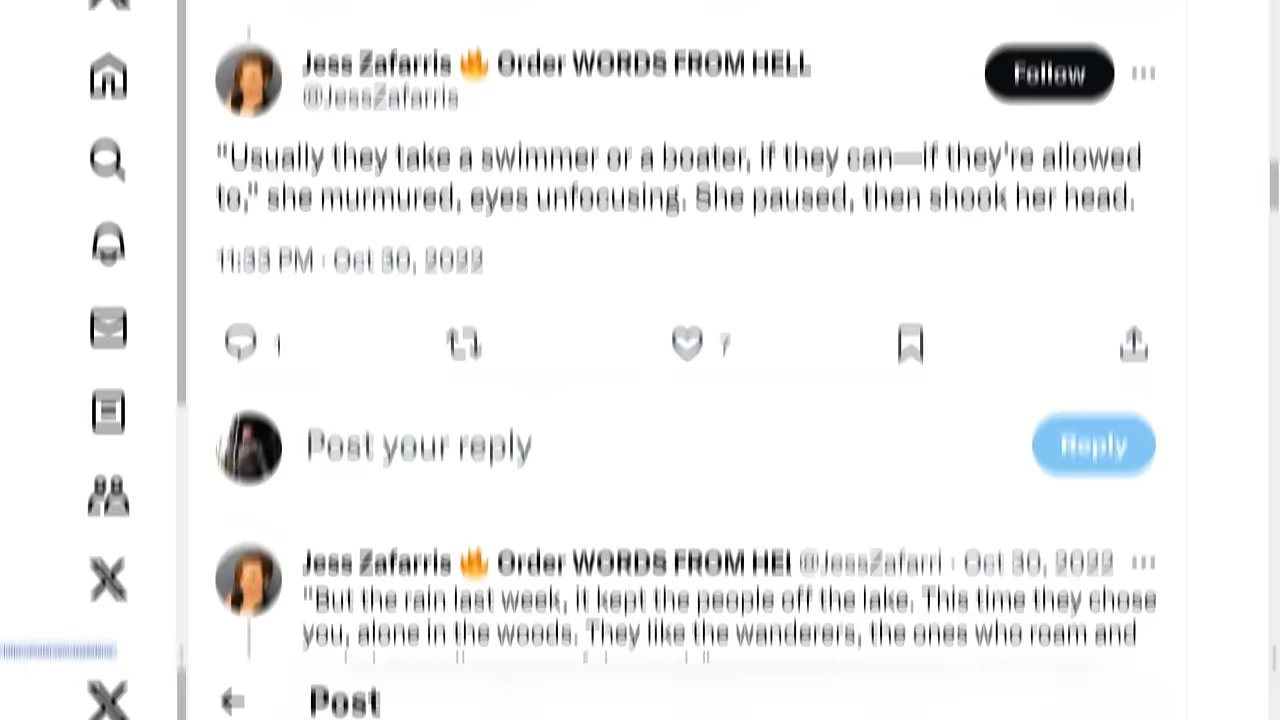 Jess Zafarris 🔥 Order WORDS FROM HELL
Follow
@JessZafarris
"Usually they take a swimmer or a boater, if they can—if they're allowed
to," she murmured, eyes unfocusing. She paused, then shook her head.
11:33 PM · Oct 30, 2022
1
7
Post your reply
Reply
Jess Zafarris 🔥 Order WORDS FROM HEL @JessZafarri · Oct 30, 2022
"But the rain last week, it kept the people off the lake. This time they chose
you, alone in the woods. They like the wanderers, the ones who roam and
Post